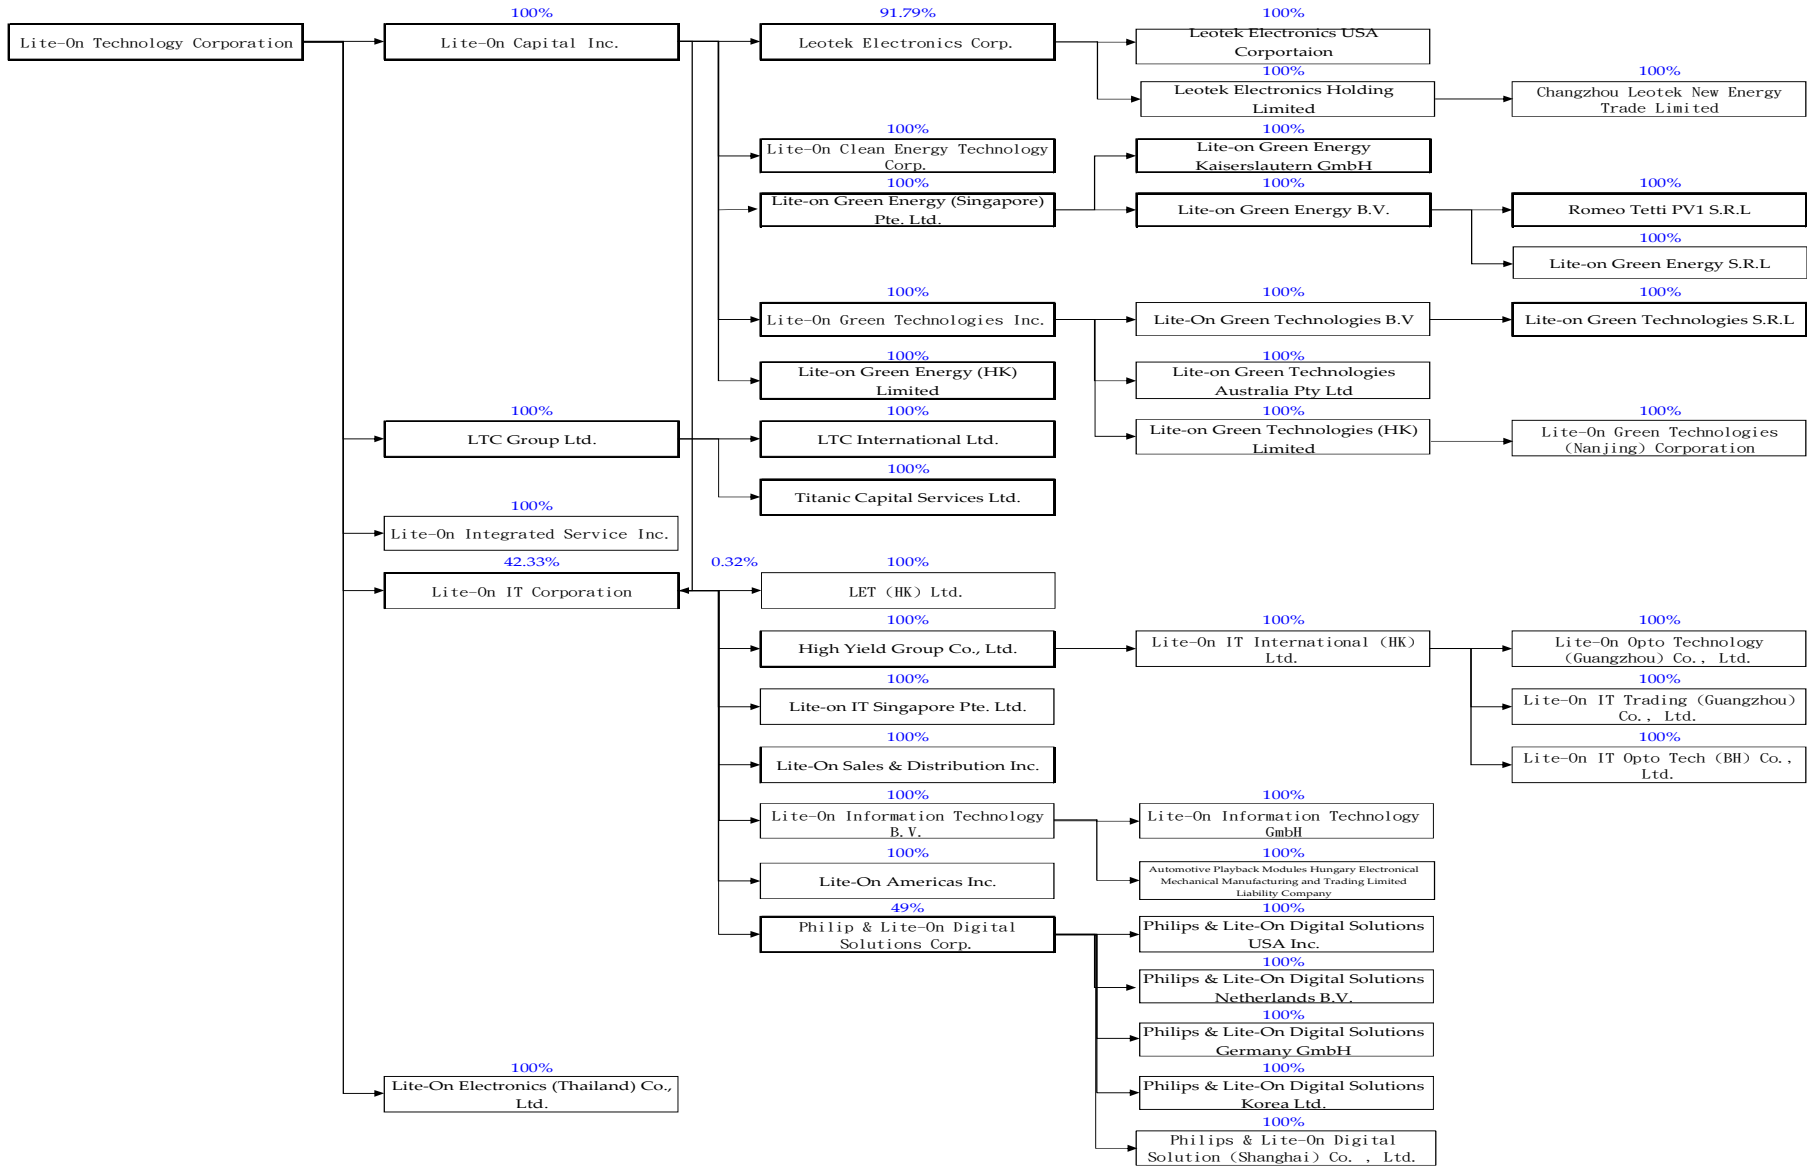 100%
91.79%
100%
Lite-On Technology Corporation
Lite-On Capital Inc.
Leotek Electronics Corp.
Leotek Electronics USA
Corportaion
100%
100%
Leotek Electronics Holding
Limited
Changzhou Leotek New Energy
Trade Limited
100%
100%
Lite-On Clean Energy Technology
Corp.
Lite-on Green Energy
Kaiserslautern GmbH
100%
100%
100%
Lite-on Green Energy (Singapore)
Pte. Ltd.
Lite-on Green Energy B.V.
Romeo Tetti PV1 S.R.L
100%
Lite-on Green Energy S.R.L
100%
100%
100%
Lite-On Green Technologies Inc.
Lite-On Green Technologies B.V
Lite-on Green Technologies S.R.L
100%
100%
Lite-on Green Energy (HK)
Limited
Lite-on Green Technologies
Australia Pty Ltd
100%
100%
100%
100%
LTC Group Ltd.
LTC International Ltd.
Lite-on Green Technologies (HK)
Limited
Lite-On Green Technologies
(Nanjing) Corporation
100%
Titanic Capital Services Ltd.
100%
Lite-On Integrated Service Inc.
42.33%
0.32%
100%
Lite-On IT Corporation
LET (HK) Ltd.
100%
100%
100%
High Yield Group Co., Ltd.
Lite-On IT International (HK)
Ltd.
Lite-On Opto Technology
(Guangzhou) Co., Ltd.
100%
100%
Lite-on IT Singapore Pte. Ltd.
Lite-On IT Trading (Guangzhou)
Co., Ltd.
100%
100%
Lite-On Sales & Distribution Inc.
Lite-On IT Opto Tech (BH) Co.,
Ltd.
100%
100%
Lite-On Information Technology
B.V.
Lite-On Information Technology
GmbH
100%
100%
Lite-On Americas Inc.
Automotive Playback Modules Hungary Electronical
Mechanical Manufacturing and Trading Limited
Liability Company
49%
100%
Philip & Lite-On Digital
Solutions Corp.
Philips & Lite-On Digital Solutions
USA Inc.
100%
Philips & Lite-On Digital Solutions
Netherlands B.V.
100%
Philips & Lite-On Digital Solutions
Germany GmbH
100%
100%
Lite-On Electronics (Thailand) Co.,
Ltd.
Philips & Lite-On Digital Solutions
Korea Ltd.
100%
Philips & Lite-On Digital
Solution (Shanghai) Co. , Ltd.